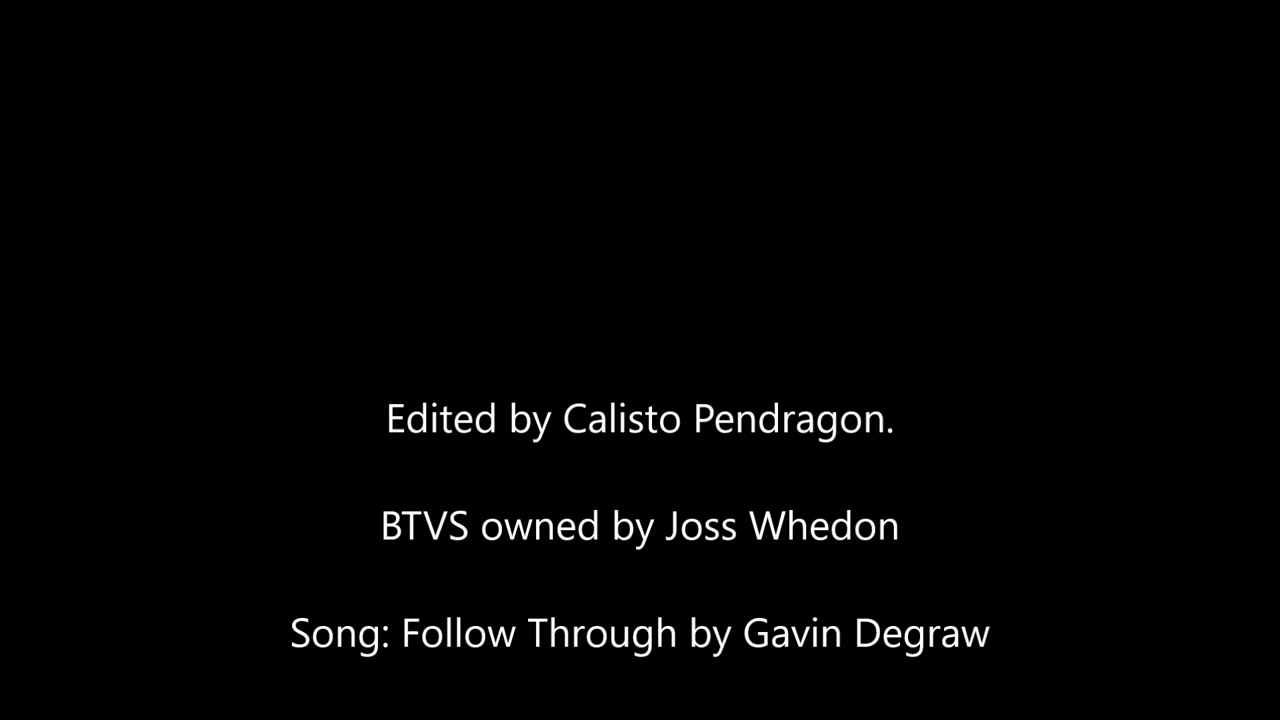 Edited by Calisto Pendragon.
BTVS owned by Joss Whedon
Song: Follow Through by Gavin Degraw